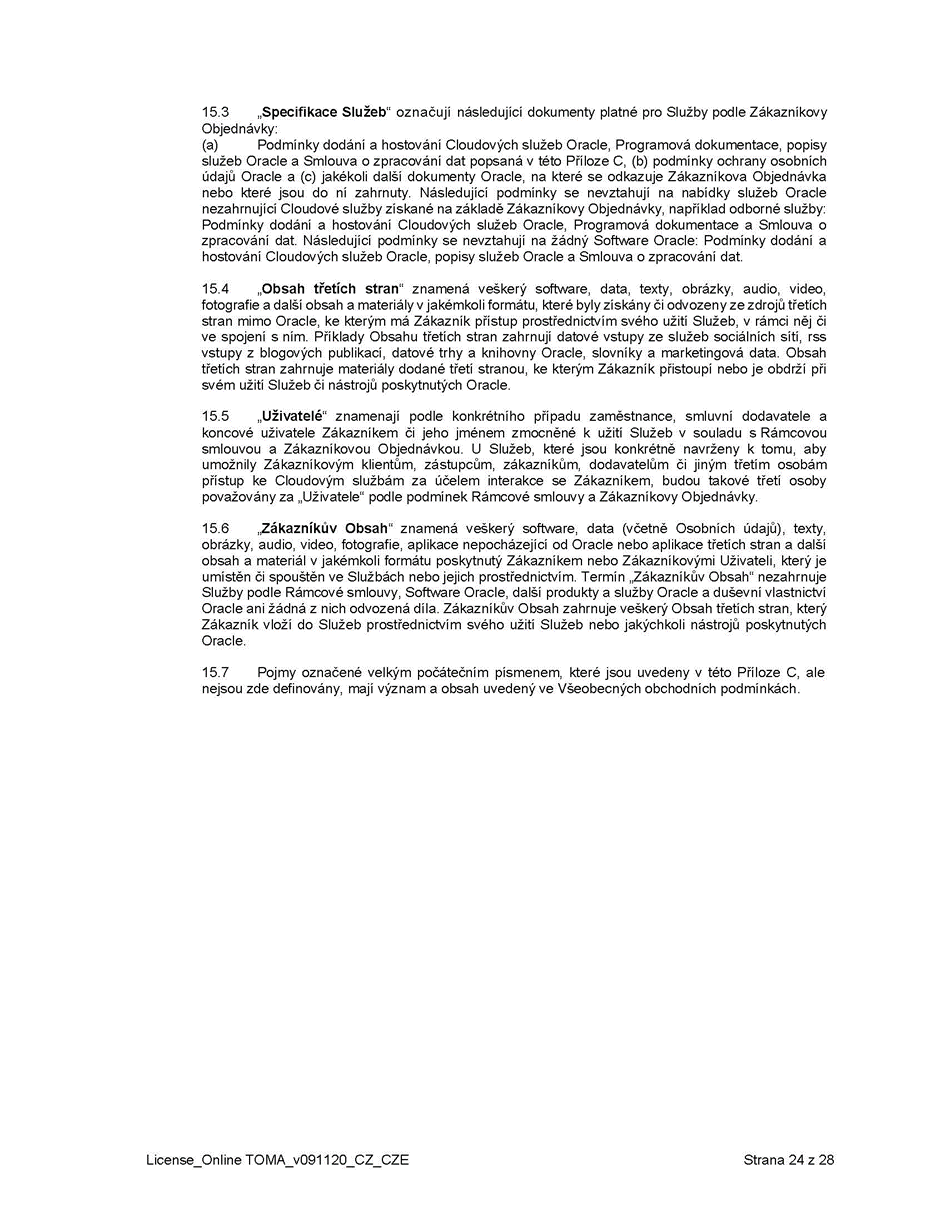 15.3 „Specifikace Služeb“ označují následující dokumenty platné pro Služby podle Zákazníkovy
Objednávky:
(a) Podmínky dodání a hostování Cloudových služeb Oracle, Programová dokumentace, popisy
služeb Oracle a Smlouva o zpracování dat popsaná v této Příloze C, (b) podmínky ochrany osobních
údajů Oracle a (c) jakékoli další dokumenty Oracle, na které se odkazuje Zákazníkova Objednávka
nebo které jsou do ní zahrnuty. Následující podmínky se nevztahují na nabídky služeb Oracle
nezahrnující Cloudové služby získané na základě Zákazníkovy Objednávky, například odborné služby:
Podmínky dodání a hostování Cloudových služeb Oracle, Programová dokumentace a Smlouva o
zpracování dat. Následující podmínky se nevztahují na žádný Software Oracle: Podmínky dodání a
hostování Cloudových služeb Oracle, popisy služeb Oracle a Smlouva o zpracování dat.
15.4 „Obsah třetích stran“ znamená veškerý software, data, texty, obrázky, audio, video,
fotografie a další obsah a materiály v jakémkoli formátu, které byly získány či odvozeny ze zdrojů třetích
stran mimo Oracle, ke kterým má Zákazník přístup prostřednictvím svého užití Služeb, v rámci něj či
ve spojení s ním. Příklady Obsahu třetích stran zahrnují datové vstupy ze služeb sociálních sítí, rss
vstupy z blogových publikací, datové trhy a knihovny Oracle, slovníky a marketingová data. Obsah
třetích stran zahrnuje materiály dodané třetí stranou, ke kterým Zákazník přistoupí nebo je obdrží při
svém užití Služeb či nástrojů poskytnutých Oracle.
15.5 „Uživatelé“ znamenají podle konkrétního případu zaměstnance, smluvní dodavatele a
koncové uživatele Zákazníkem či jeho jménem zmocněné k užití Služeb v souladu s Rámcovou
smlouvou a Zákazníkovou Objednávkou. U Služeb, které jsou konkrétně navrženy k tomu, aby
umožnily Zákazníkovým klientům, zástupcům, zákazníkům, dodavatelům či jiným třetím osobám
přístup ke Cloudovým službám za účelem interakce se Zákazníkem, budou takové třetí osoby
považovány za „Uživatele“ podle podmínek Rámcové smlouvy a Zákazníkovy Objednávky.
15.6 „Zákazníkův Obsah“ znamená veškerý software, data (včetně Osobních údajů), texty,
obrázky, audio, video, fotografie, aplikace nepocházející od Oracle nebo aplikace třetích stran a další
obsah a materiál v jakémkoli formátu poskytnutý Zákazníkem nebo Zákazníkovými Uživateli, který je
umístěn či spouštěn ve Službách nebo jejich prostřednictvím. Termín „Zákazníkův Obsah“ nezahrnuje
Služby podle Rámcové smlouvy, Software Oracle, další produkty a služby Oracle a duševní vlastnictví
Oracle ani žádná z nich odvozená díla. Zákazníkův Obsah zahrnuje veškerý Obsah třetích stran, který
Zákazník vloží do Služeb prostřednictvím svého užití Služeb nebo jakýchkoli nástrojů poskytnutých
Oracle.
15.7 Pojmy označené velkým počátečním písmenem, které jsou uvedeny v této Příloze C, ale
nejsou zde definovány, mají význam a obsah uvedený ve Všeobecných obchodních podmínkách.
License_Online TOMA_v091120_CZ_CZE Strana 24 z 28